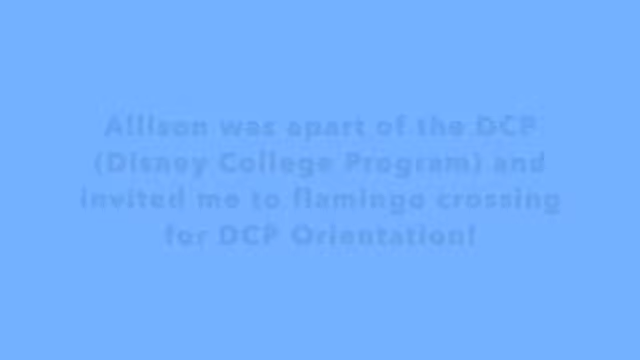 Allison was apart of the DCP
(Disney College Program) and
invited me to flamingo crossing
for DCP Orientation!